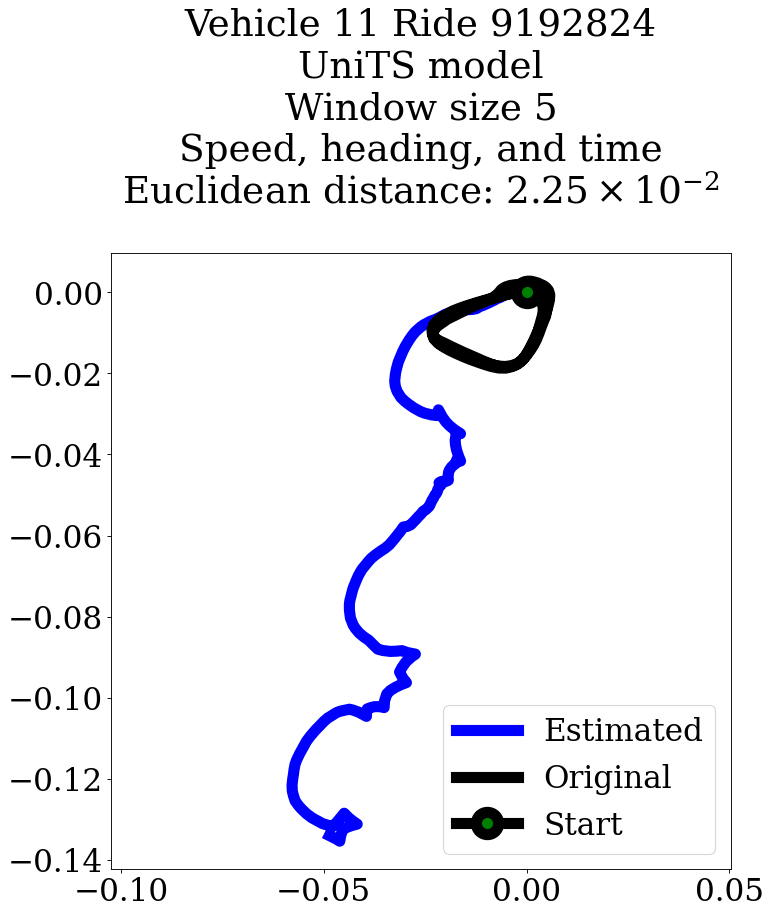 Vehicle 11 Ride 9192824
UniTS model
Window size 5
Speed, heading, and time
Euclidean distance: 2.25 × 10⁻²
0.00
−0.02
−0.04
−0.06
−0.08
−0.10
−0.12
−0.14
Estimated
Original
Start
−0.10 −0.05 0.00 0.05